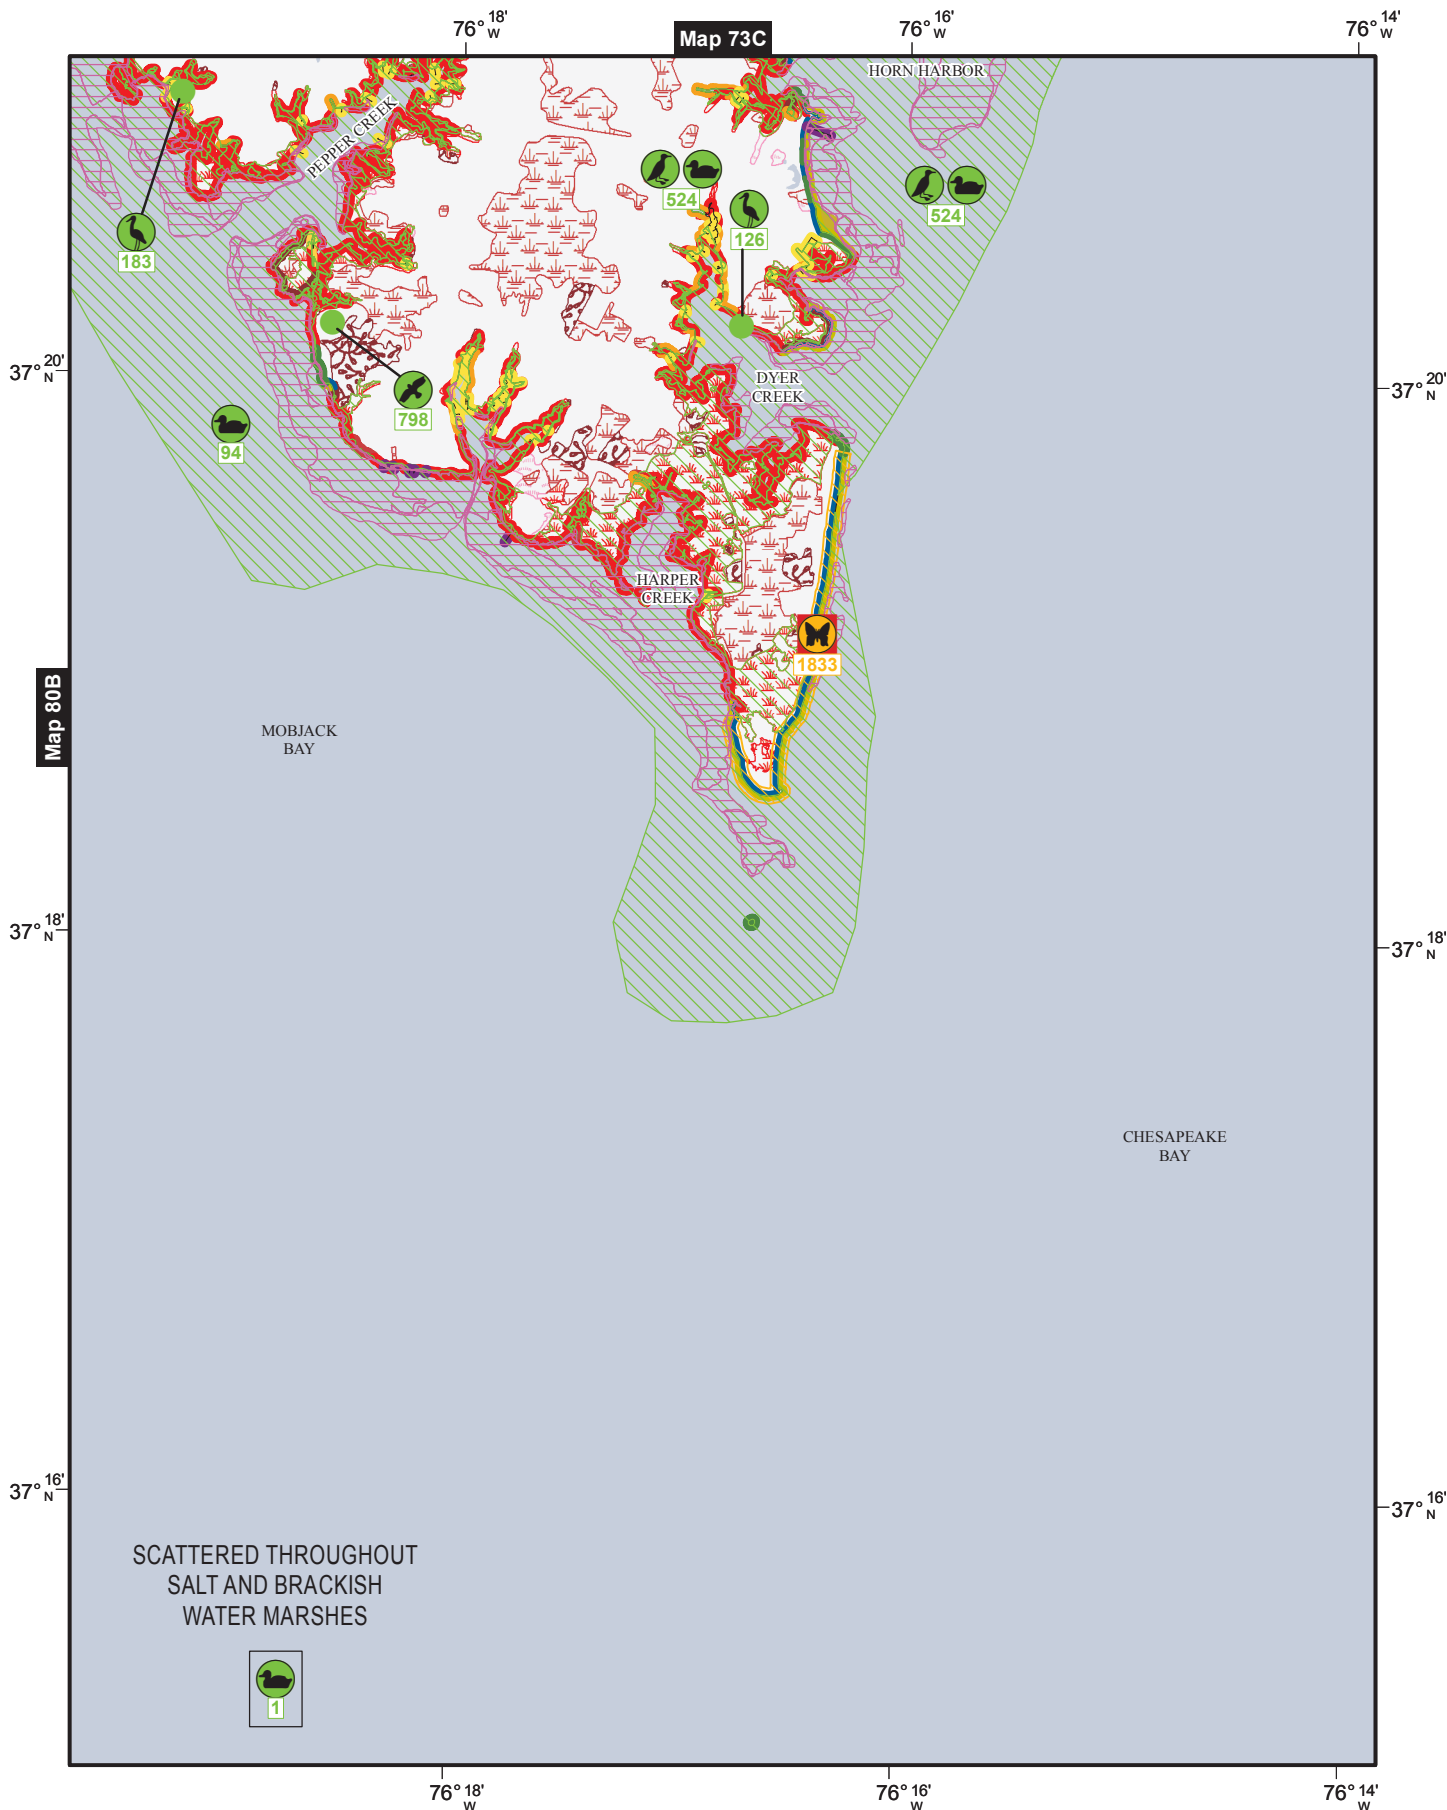 76° 18' W
76° 16' W
76° 14' W
Map 73C
HORN HARBOR
PEPPER CREEK
524
524
126
183
37° 20' N
37° 20' N
DYER
CREEK
798
94
HARPER
CREEK
1833
Map 80B
MOBJACK
BAY
37° 18' N
37° 18' N
CHESAPEAKE
BAY
37° 16' N
37° 16' N
SCATTERED THROUGHOUT
SALT AND BRACKISH
WATER MARSHES
1
76° 18' W
76° 16' W
76° 14' W